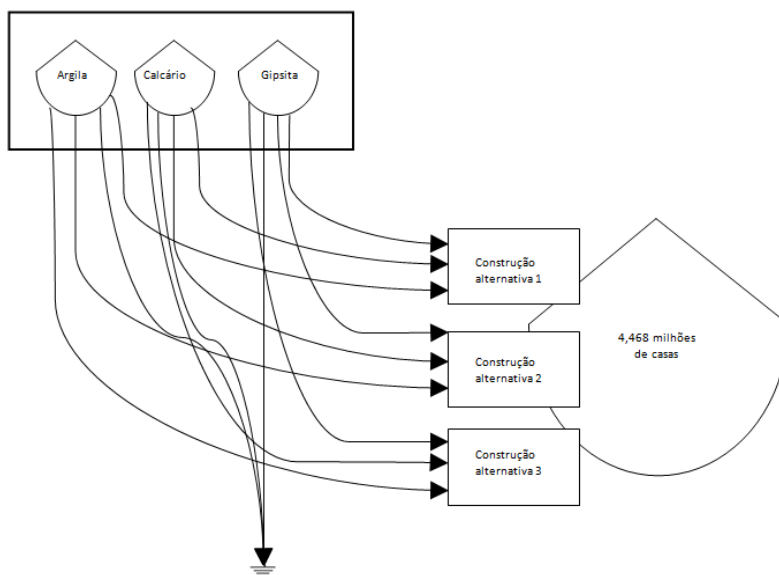 Argila
Calcário
Gipsita
Construção
alternativa 1
4,468 milhões
de casas
Construção
alternativa 2
Construção
alternativa 3